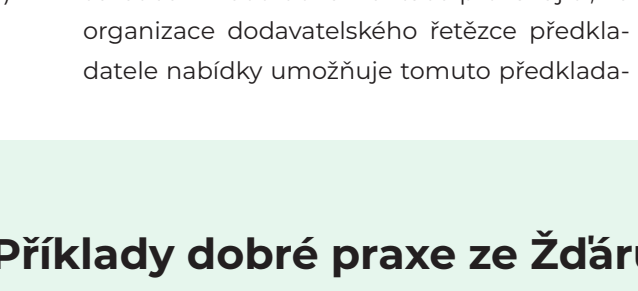 organizace dodavatelského řetězce předkla-
datele nabídky umožňuje tomuto předklada-
Příklady dobré praxe ze Žďáru